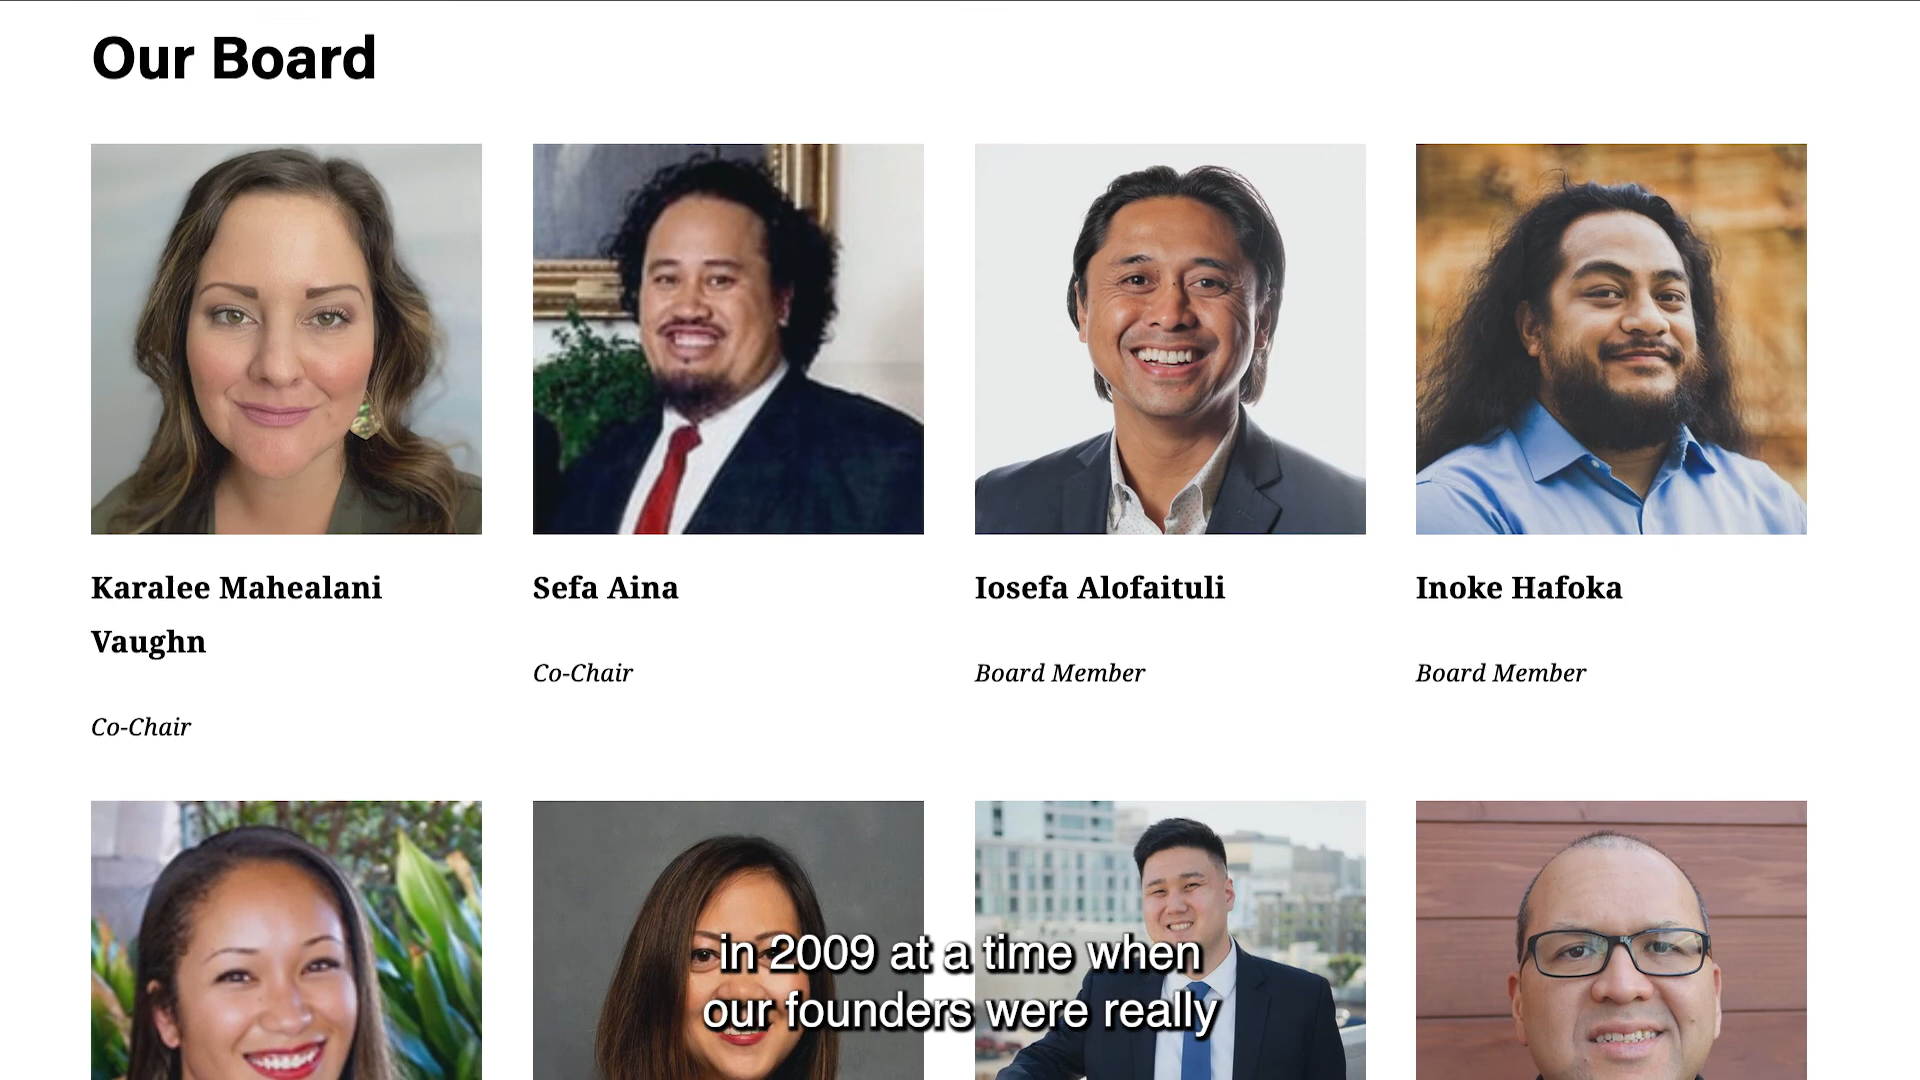 Our Board
Karalee Mahealani
Vaughn
Co-Chair
Sefa Aina
Co-Chair
Iosefa Alofaituli
Board Member
Inoke Hafoka
Board Member
in 2009 at a time when
our founders were really